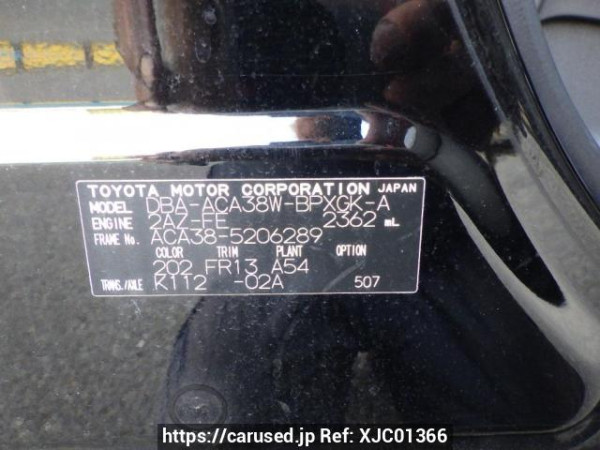 TOYOTA MOTOR CORPORATION JAPAN
MODEL DBA-ACA38W-BPXGK-A
ENGINE 2AZ-FE 2362 mL
FRAME No. ACA38-5206289
COLOR TRIM PLANT OPTION
202 FR13 A54
TRANS./AXLE K112 -02A 507
https://carused.jp Ref: XJC01366